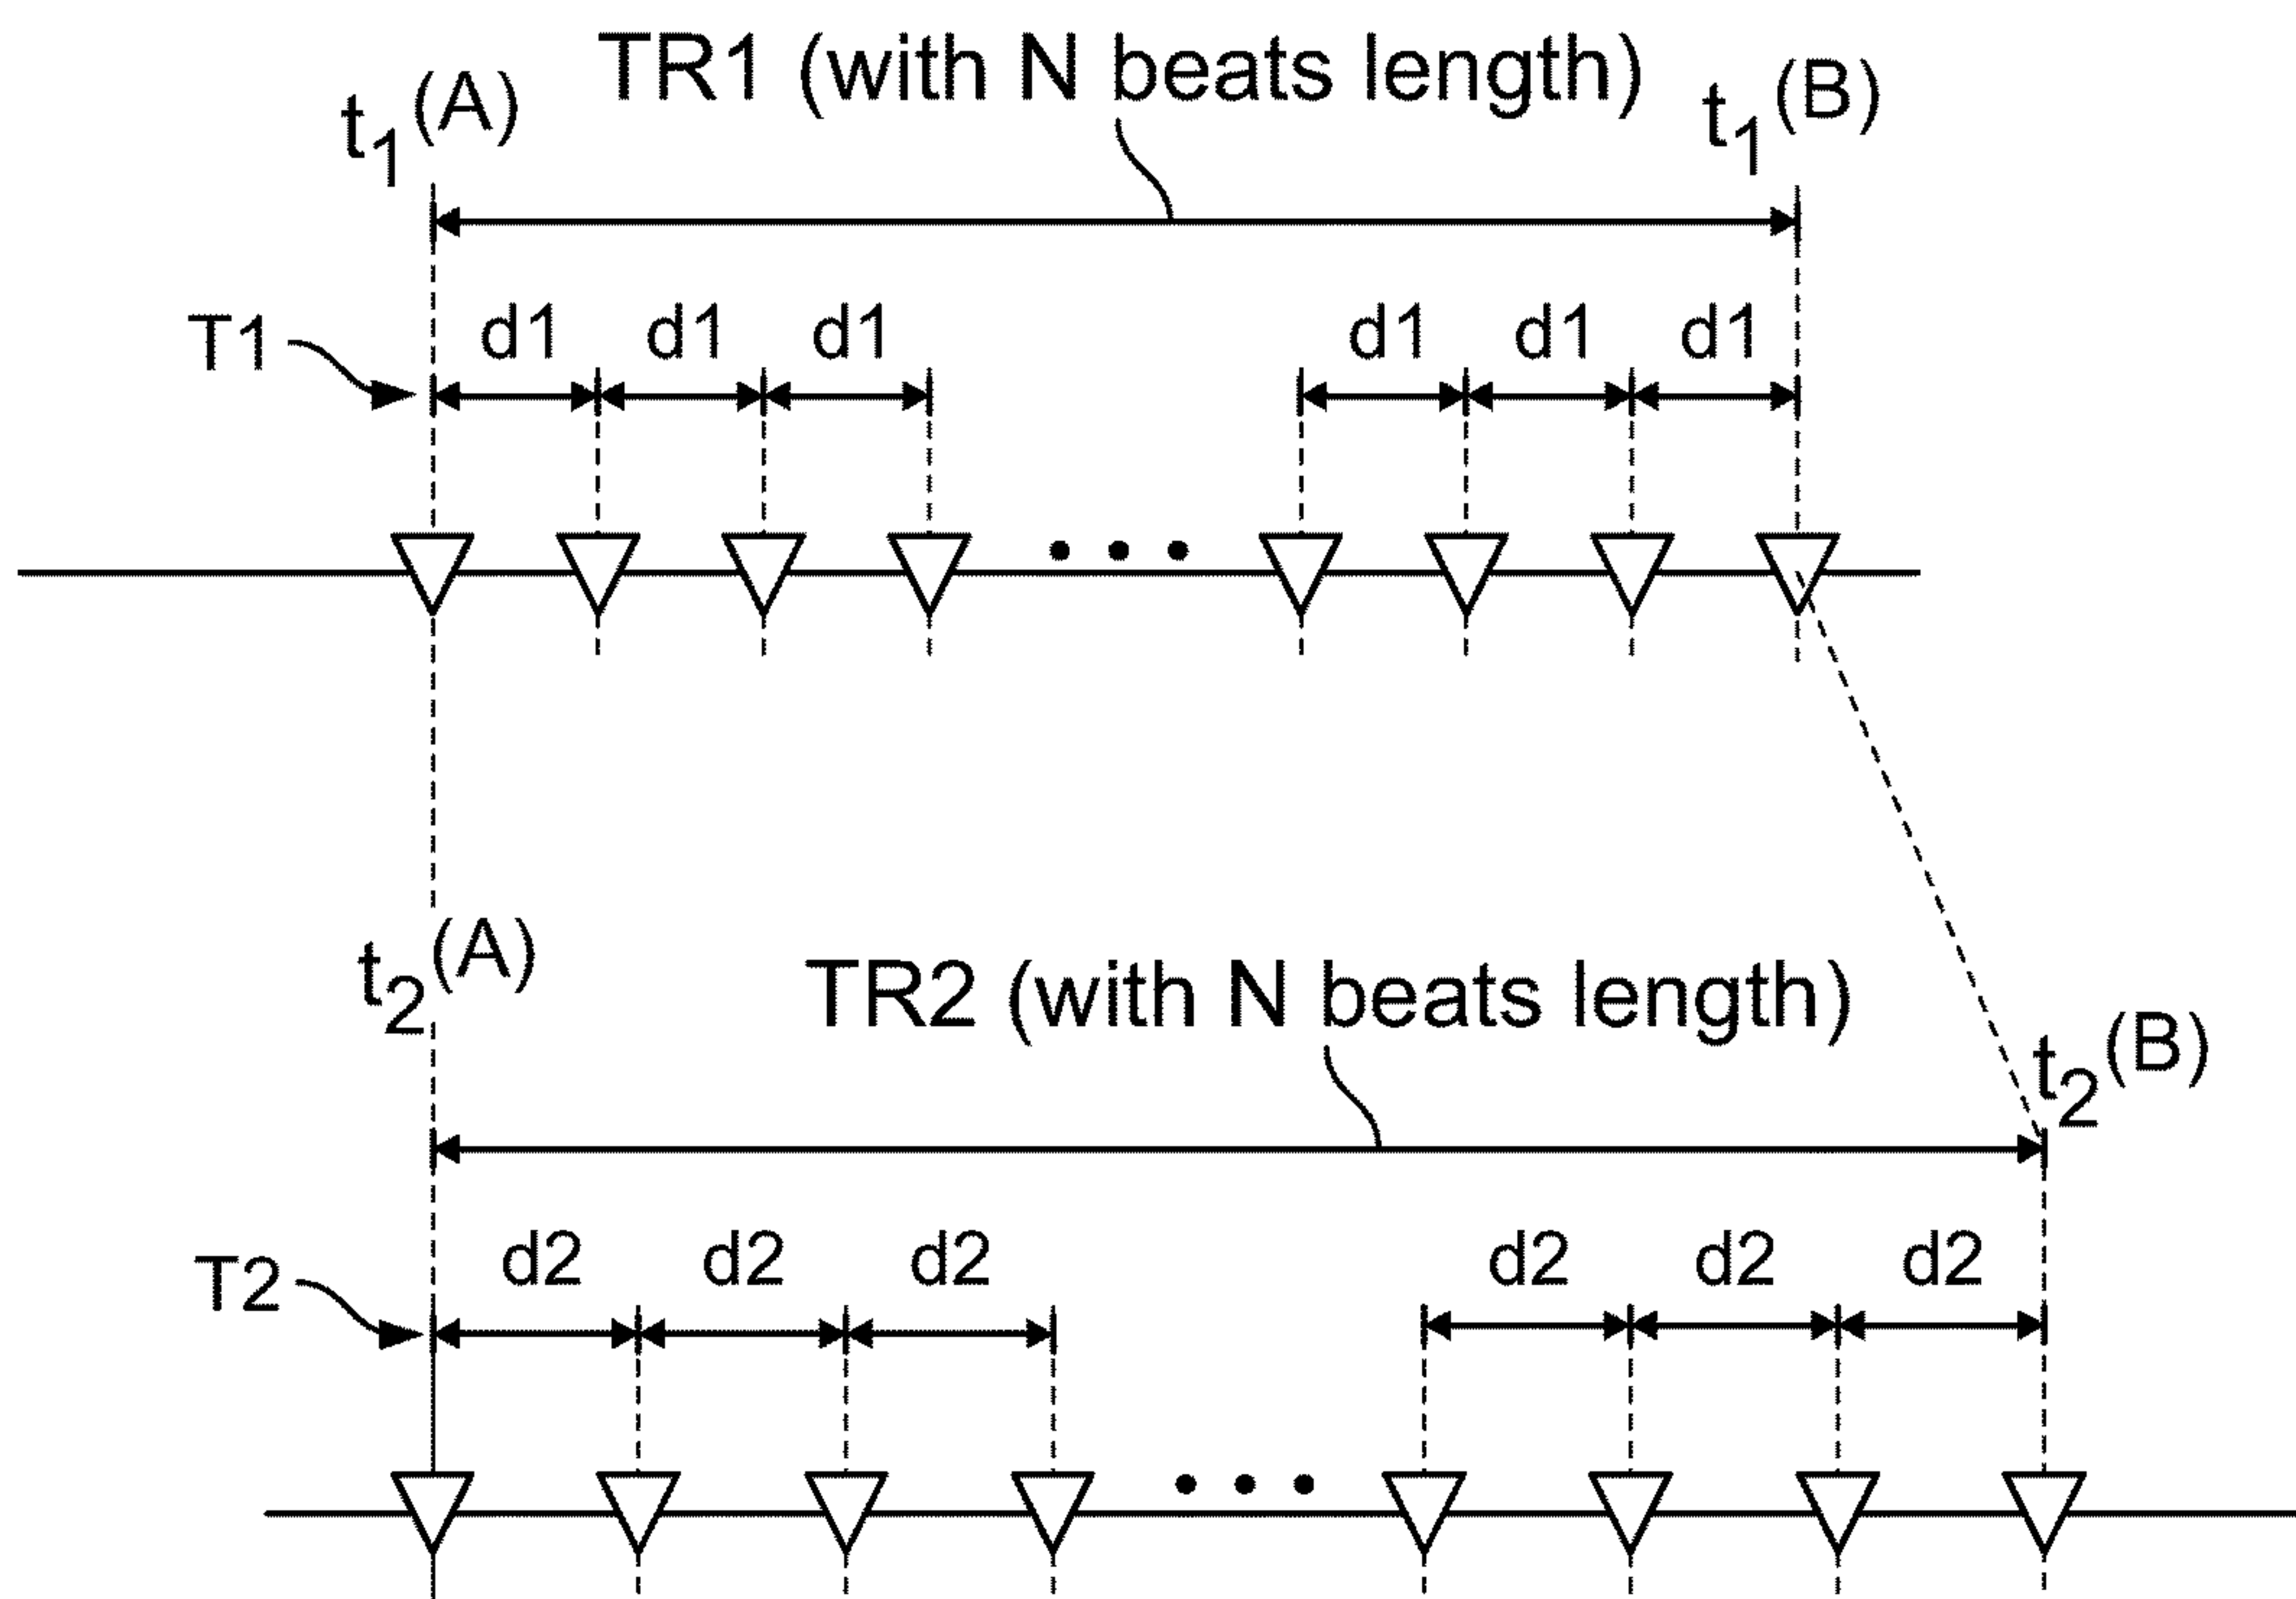 TR1 (with N beats length)
t1(A)
t1(B)
T1
d1 d1 d1 d1 d1 d1
t2(A)
TR2 (with N beats length)
t2(B)
T2
d2 d2 d2 d2 d2 d2